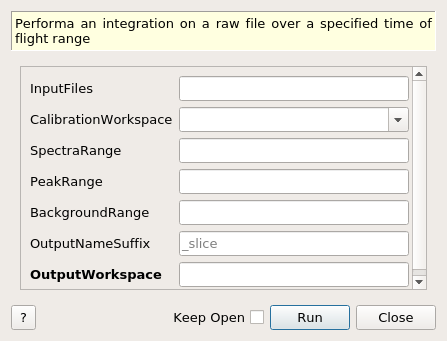 Performa an integration on a raw file over a specified time of
flight range
InputFiles
CalibrationWorkspace
SpectraRange
PeakRange
BackgroundRange
OutputNameSuffix _slice
OutputWorkspace
? Keep Open Run Close